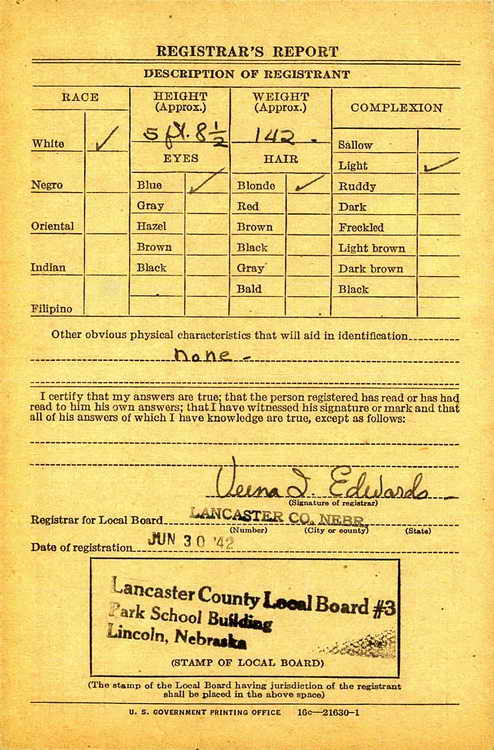 REGISTRAR'S REPORT
DESCRIPTION OF REGISTRANT
RACE
HEIGHT
(Approx.)
WEIGHT
(Approx.)
COMPLEXION
White ✓
5 ft. 8 ½
142 -
Sallow
EYES
HAIR
Light ✓
Negro
Blue ✓
Blonde ✓
Ruddy
Gray
Red
Dark
Oriental
Hazel
Brown
Freckled
Brown
Black
Light brown
Indian
Black
Gray
Dark brown
Bald
Black
Filipino
Other obvious physical characteristics that will aid in identification
none -
I certify that my answers are true; that the person registered has read or has had
read to him his own answers; that I have witnessed his signature or mark and that
all of his answers of which I have knowledge are true, except as follows:
Verna I. Edwards
(Signature of registrar)
Registrar for Local Board LANCASTER CO. NEBR.
(Number) (City or county) (State)
Date of registration JUN 30 '42
Lancaster County Local Board #3
Park School Building
Lincoln, Nebraska
(STAMP OF LOCAL BOARD)
(The stamp of the Local Board having jurisdiction of the registrant
shall be placed in the above space)
U. S. GOVERNMENT PRINTING OFFICE 16c—21630-1